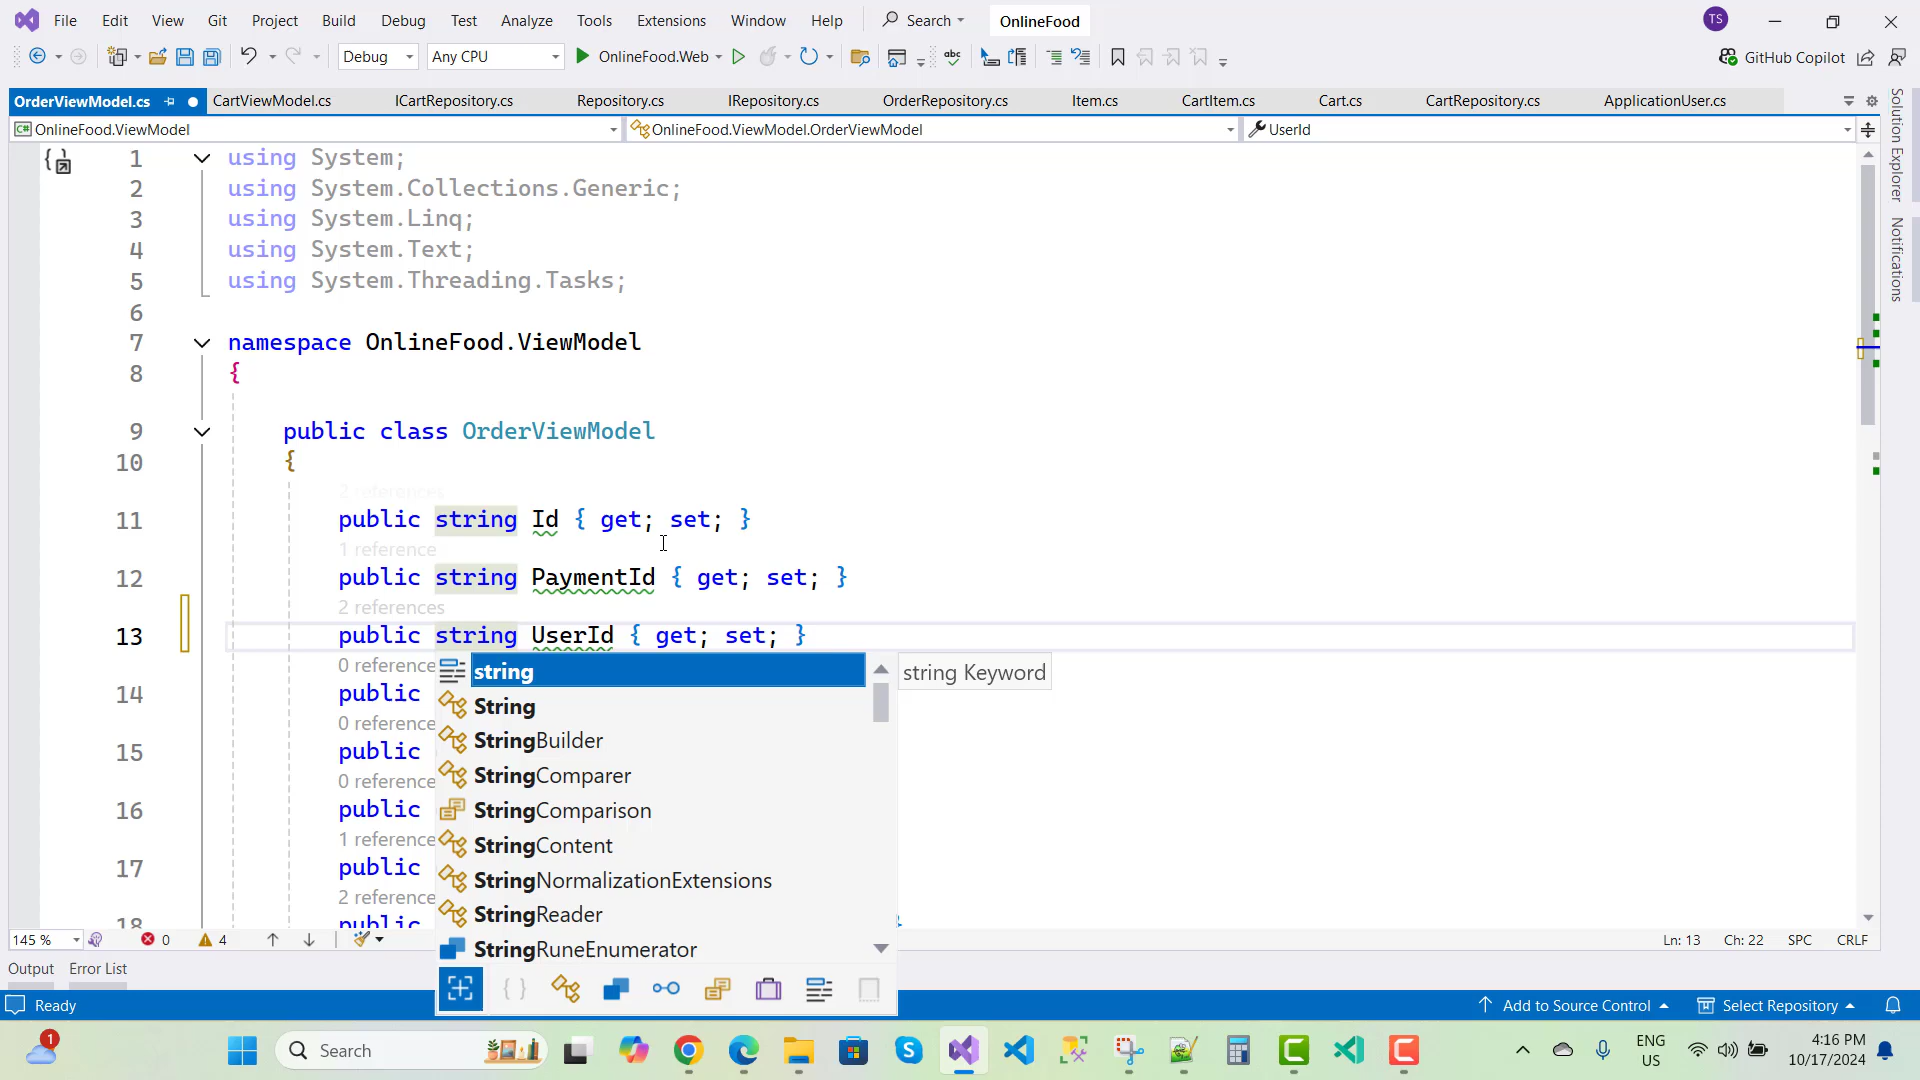 File Edit View Git Project Build Debug Test Analyze Tools Extensions Window Help Search OnlineFood TS
Debug Any CPU OnlineFood.Web abc GitHub Copilot
OrderViewModel.cs CartViewModel.cs ICartRepository.cs Repository.cs IRepository.cs OrderRepository.cs Item.cs CartItem.cs Cart.cs CartRepository.cs ApplicationUser.cs
C# OnlineFood.ViewModel OnlineFood.ViewModel.OrderViewModel UserId
Solution Explorer
Notifications
1 using System;
2 using System.Collections.Generic;
3 using System.Linq;
4 using System.Text;
5 using System.Threading.Tasks;
6
7 namespace OnlineFood.ViewModel
8 {
9 public class OrderViewModel
10 {
2 references
11 public string Id { get; set; }
1 reference
12 public string PaymentId { get; set; }
2 references
13 public string UserId { get; set; }
0 reference
14 public
0 reference
15 public
0 reference
16 public
1 reference
17 public
2 reference
18 public
string string Keyword
String
StringBuilder
StringComparer
StringComparison
StringContent
StringNormalizationExtensions
StringReader
StringRuneEnumerator
145 % 0 4 Ln: 13 Ch: 22 SPC CRLF
Output Error List
Ready Add to Source Control Select Repository
1 Search ENG US 4:16 PM 10/17/2024